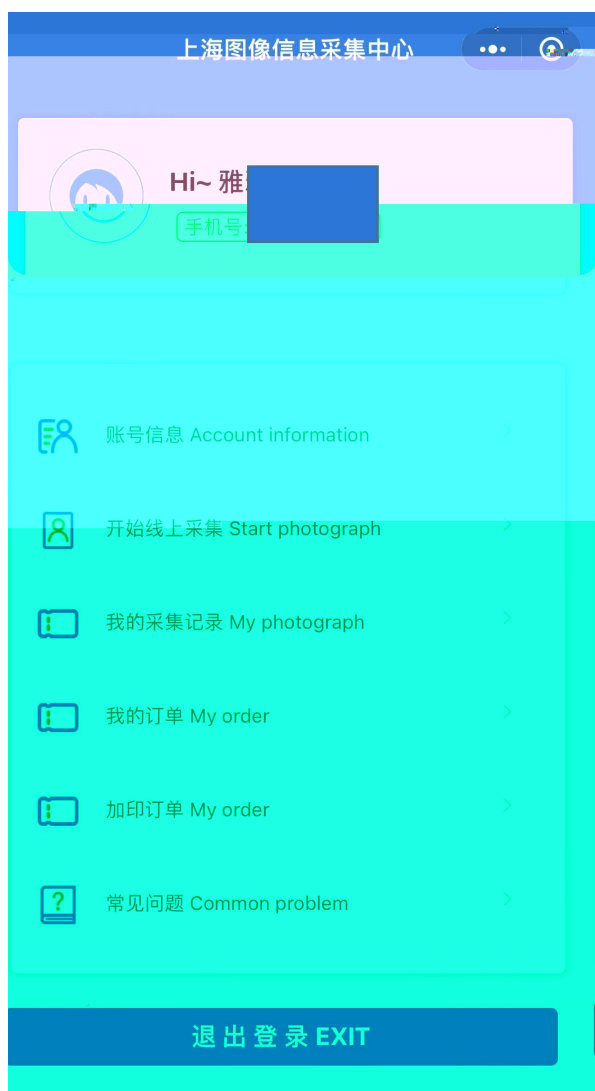 上海图像信息采集中心
Hi~ 雅
手机号:
账号信息 Account information
开始线上采集 Start photograph
我的采集记录 My photograph
我的订单 My order
加印订单 My order
常见问题 Common problem
退出登录 EXIT